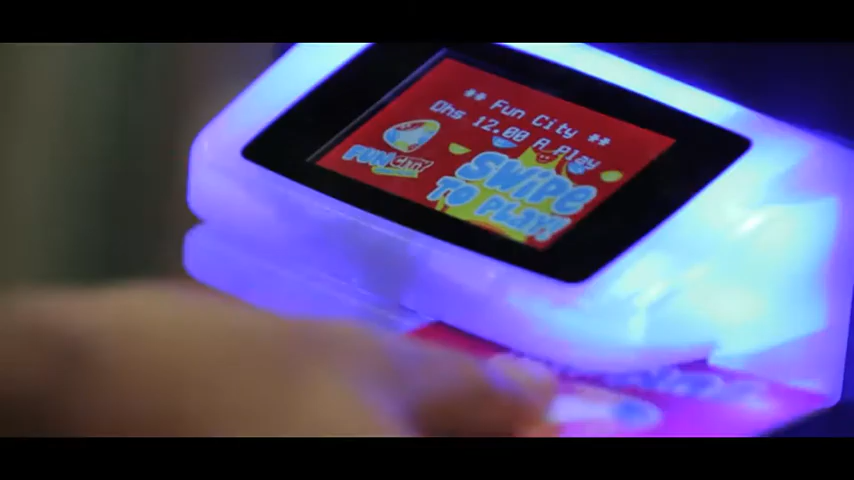 ** Fun City **
Dhs 12.00 A Play
FUN CITY
SWiPE
TO PLAY!